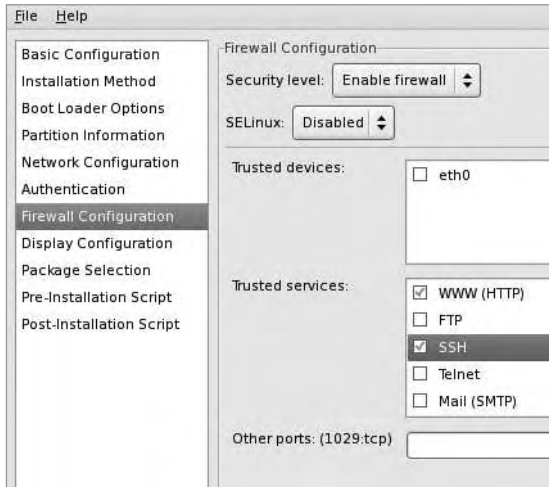 File Help
Basic Configuration
Installation Method
Boot Loader Options
Partition Information
Network Configuration
Authentication
Firewall Configuration
Display Configuration
Package Selection
Pre-Installation Script
Post-Installation Script
Firewall Configuration
Security level: Enable firewall
SELinux: Disabled
Trusted devices:
eth0
Trusted services:
WWW (HTTP)
FTP
SSH
Telnet
Mail (SMTP)
Other ports: (1029:tcp)